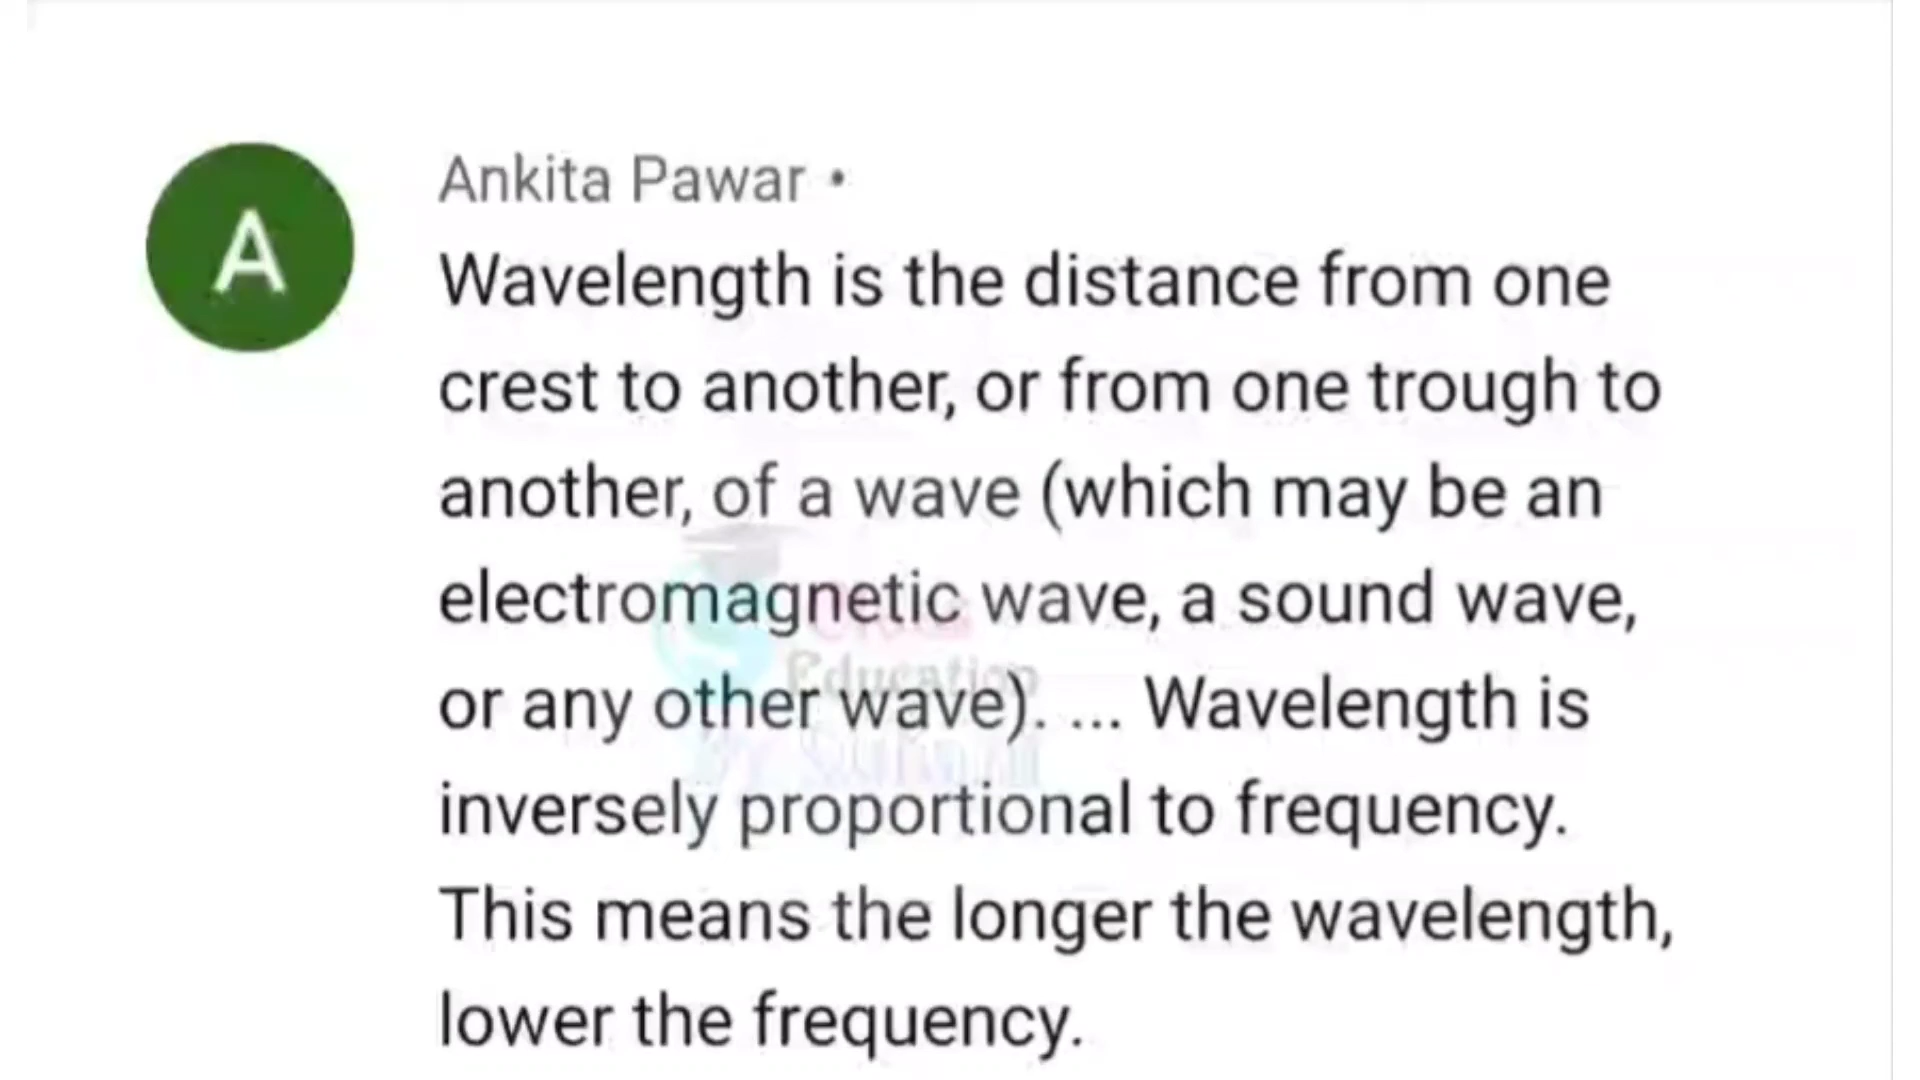 A
Ankita Pawar •
Wavelength is the distance from one
crest to another, or from one trough to
another, of a wave (which may be an
electromagnetic wave, a sound wave,
or any other wave). ... Wavelength is
inversely proportional to frequency.
This means the longer the wavelength,
lower the frequency.
Education